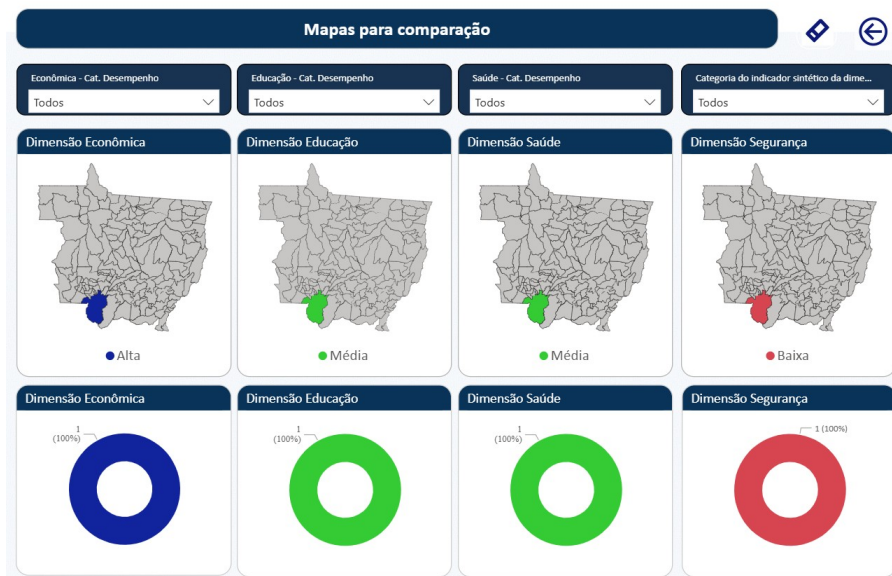 Mapas para comparação
Econômica - Cat. Desempenho
Educação - Cat. Desempenho
Saúde - Cat. Desempenho
Categoria do indicador sintético da dime...
Todos
Todos
Todos
Todos
Dimensão Econômica
Dimensão Educação
Dimensão Saúde
Dimensão Segurança
Alta
Média
Média
Baixa
Dimensão Econômica
Dimensão Educação
Dimensão Saúde
Dimensão Segurança
1
(100%)
1
(100%)
1
(100%)
1 (100%)